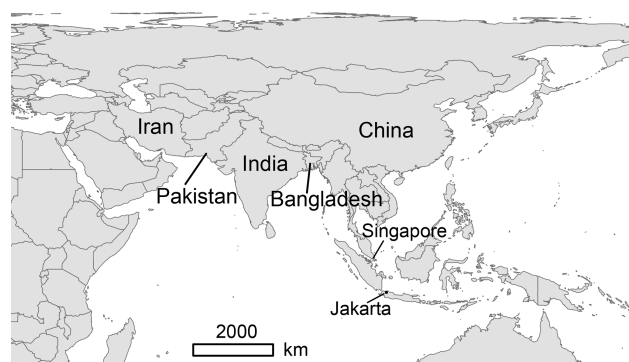 Iran
China
India
Pakistan
Bangladesh
Singapore
Jakarta
2000
km